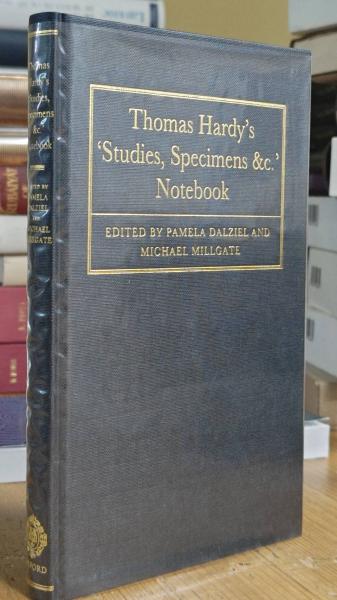 Thomas Hardy's
'Studies, Specimens &c.'
Notebook
EDITED BY PAMELA DALZIEL AND
MICHAEL MILLGATE
Thomas
Hardy's
'Studies,
Specimens
&c.'
Notebook
EDITED BY
PAMELA
DALZIEL
AND
MICHAEL
MILLGATE